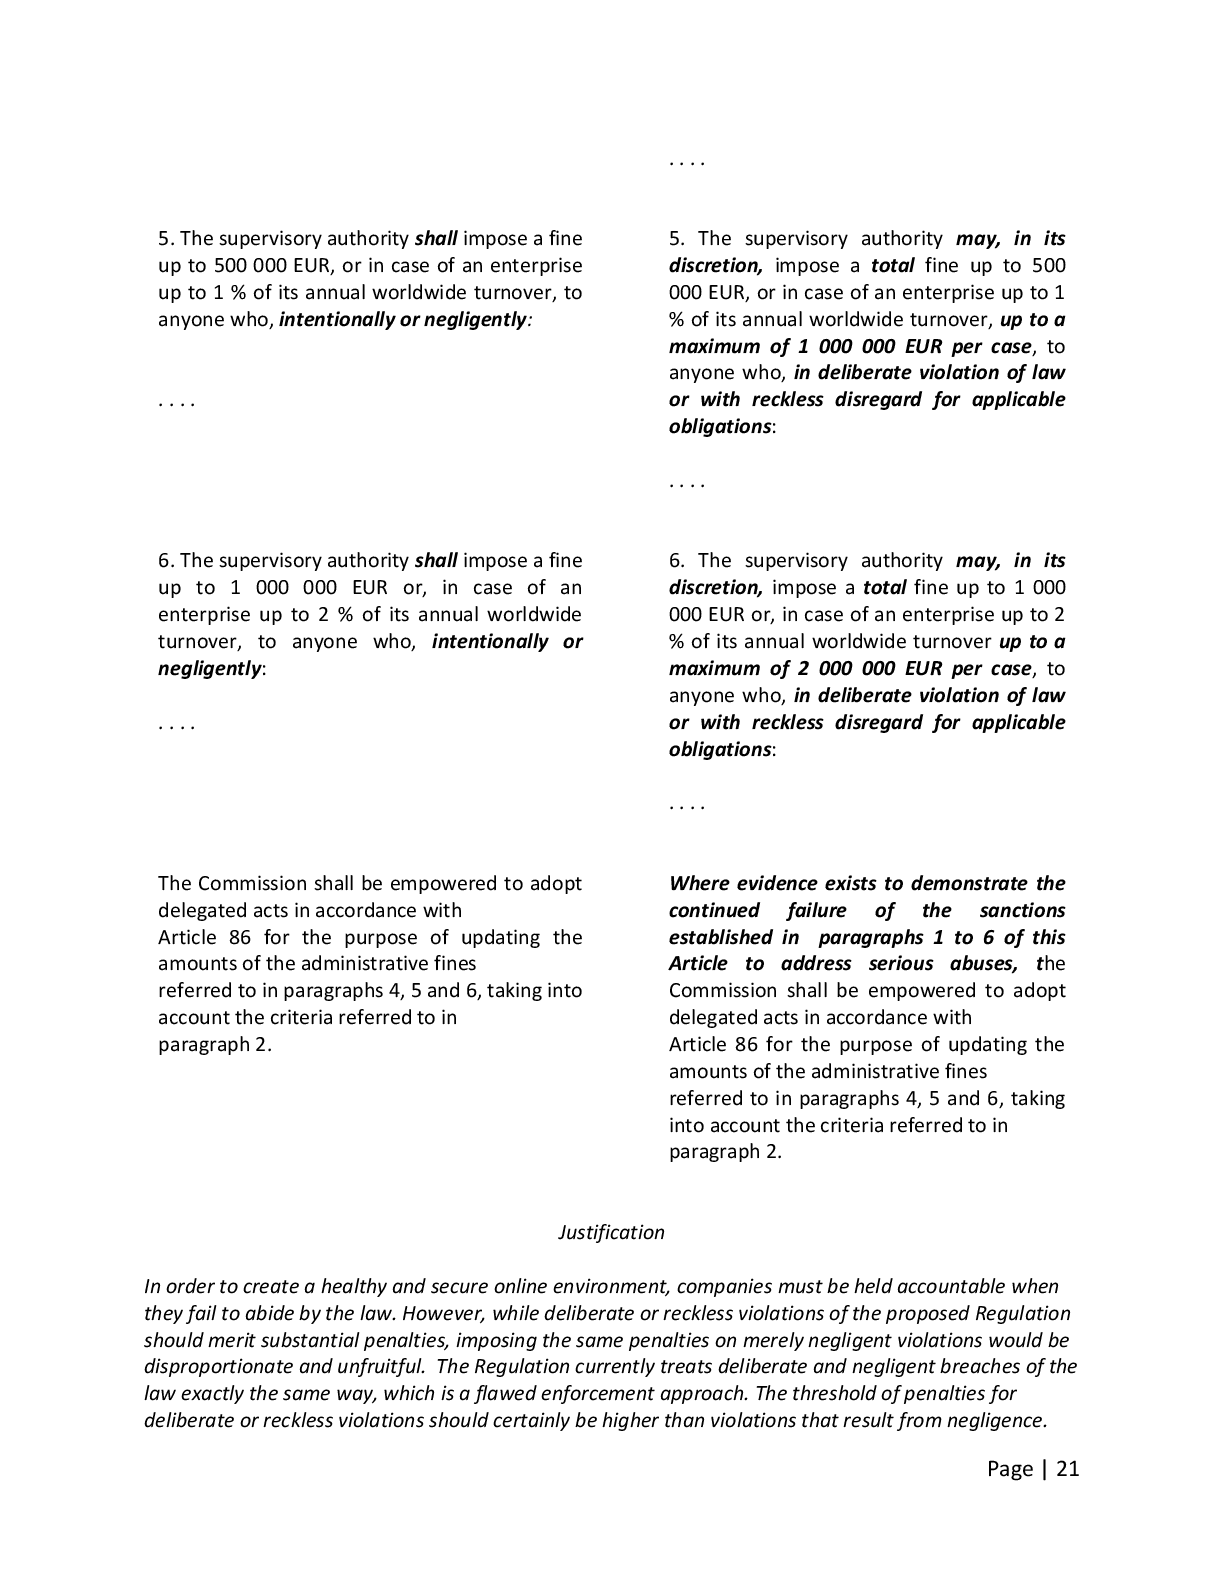 . . . .
5. The supervisory authority shall impose a fine
up to 500 000 EUR, or in case of an enterprise
up to 1 % of its annual worldwide turnover, to
anyone who, intentionally or negligently:
. . . .
5. The supervisory authority may, in its
discretion, impose a total fine up to 500
000 EUR, or in case of an enterprise up to 1
% of its annual worldwide turnover, up to a
maximum of 1 000 000 EUR per case, to
anyone who, in deliberate violation of law
or with reckless disregard for applicable
obligations:
. . . .
6. The supervisory authority shall impose a fine
up to 1 000 000 EUR or, in case of an
enterprise up to 2 % of its annual worldwide
turnover, to anyone who, intentionally or
negligently:
. . . .
6. The supervisory authority may, in its
discretion, impose a total fine up to 1 000
000 EUR or, in case of an enterprise up to 2
% of its annual worldwide turnover up to a
maximum of 2 000 000 EUR per case, to
anyone who, in deliberate violation of law
or with reckless disregard for applicable
obligations:
. . . .
The Commission shall be empowered to adopt
delegated acts in accordance with
Article 86 for the purpose of updating the
amounts of the administrative fines
referred to in paragraphs 4, 5 and 6, taking into
account the criteria referred to in
paragraph 2.
Where evidence exists to demonstrate the
continued failure of the sanctions
established in paragraphs 1 to 6 of this
Article to address serious abuses, the
Commission shall be empowered to adopt
delegated acts in accordance with
Article 86 for the purpose of updating the
amounts of the administrative fines
referred to in paragraphs 4, 5 and 6, taking
into account the criteria referred to in
paragraph 2.
Justification
In order to create a healthy and secure online environment, companies must be held accountable when
they fail to abide by the law. However, while deliberate or reckless violations of the proposed Regulation
should merit substantial penalties, imposing the same penalties on merely negligent violations would be
disproportionate and unfruitful. The Regulation currently treats deliberate and negligent breaches of the
law exactly the same way, which is a flawed enforcement approach. The threshold of penalties for
deliberate or reckless violations should certainly be higher than violations that result from negligence.
Page | 21